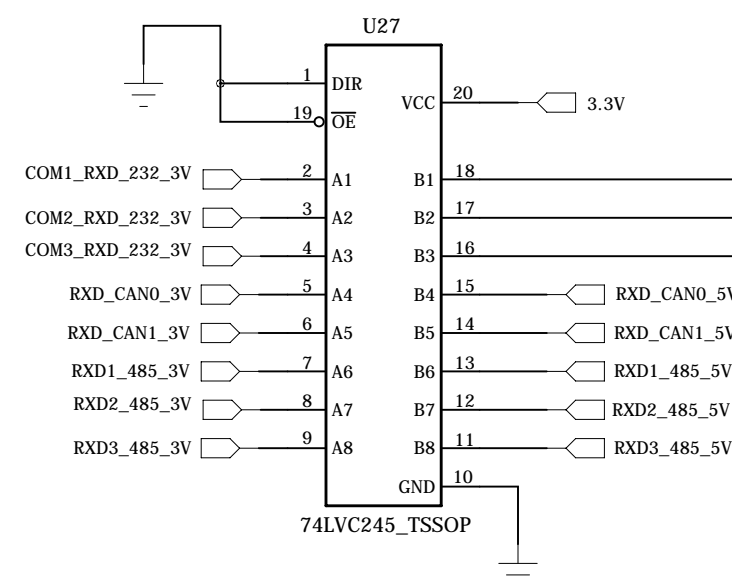 U27
1 DIR
VCC 20 3.3V
19 OE
COM1_RXD_232_3V 2 A1 B1 18
COM2_RXD_232_3V 3 A2 B2 17
COM3_RXD_232_3V 4 A3 B3 16
RXD_CAN0_3V 5 A4 B4 15 RXD_CAN0_5V
RXD_CAN1_3V 6 A5 B5 14 RXD_CAN1_5V
RXD1_485_3V 7 A6 B6 13 RXD1_485_5V
RXD2_485_3V 8 A7 B7 12 RXD2_485_5V
RXD3_485_3V 9 A8 B8 11 RXD3_485_5V
GND 10
74LVC245_TSSOP